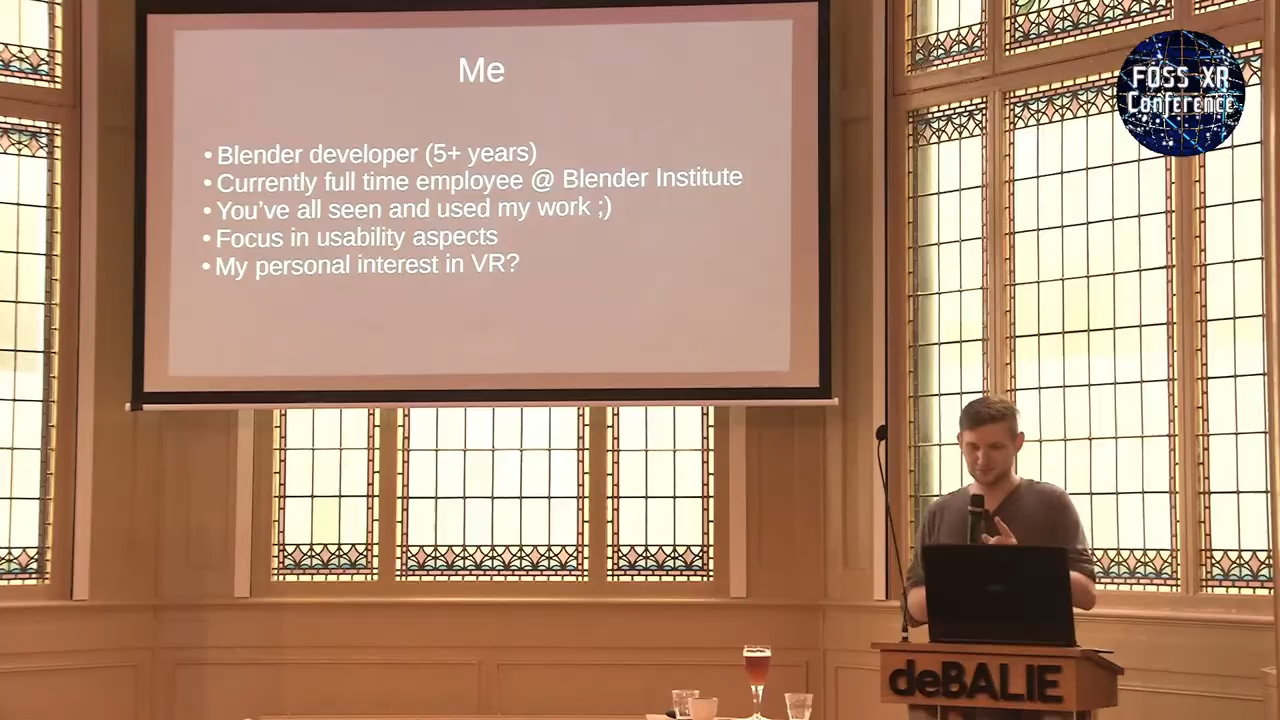 Me
• Blender developer (5+ years)
• Currently full time employee @ Blender Institute
• You've all seen and used my work ;)
• Focus in usability aspects
• My personal interest in VR?
FOSS XR
Conference
deBALIE